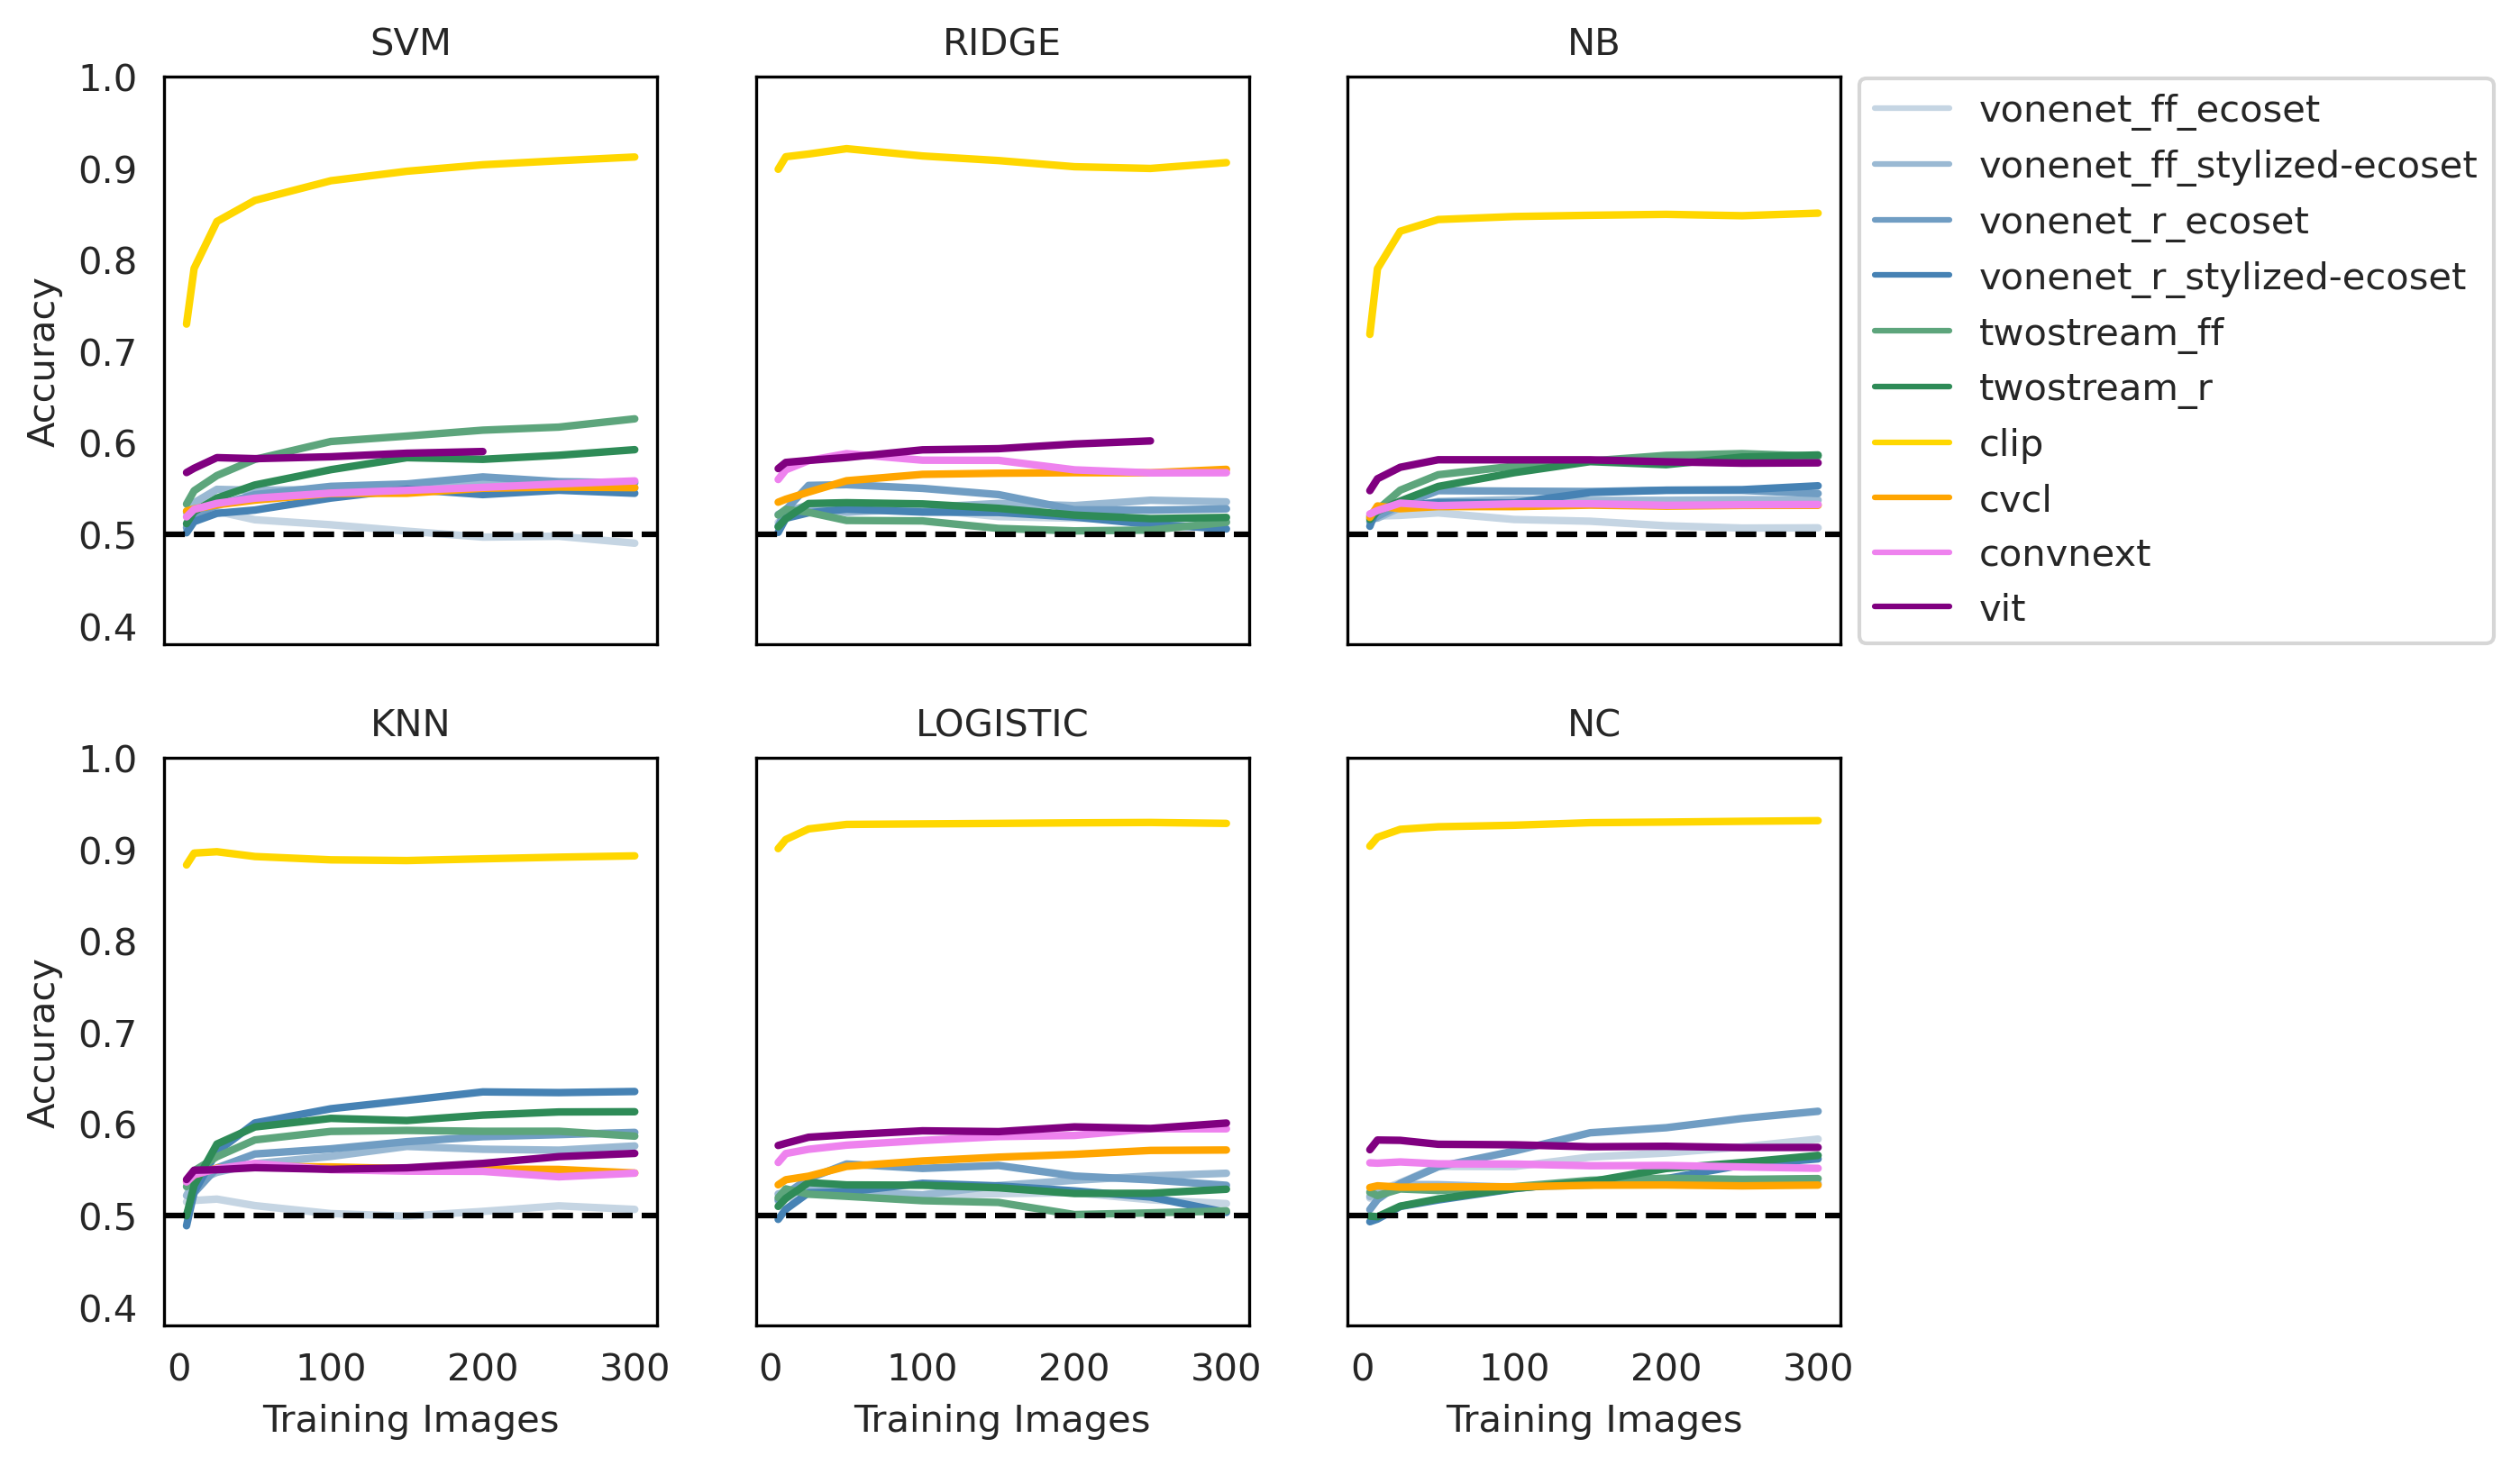 SVM
RIDGE
NB
1.0
0.9
0.8
0.7
0.6
0.5
0.4
Accuracy
vonenet_ff_ecoset
vonenet_ff_stylized-ecoset
vonenet_r_ecoset
vonenet_r_stylized-ecoset
twostream_ff
twostream_r
clip
cvcl
convnext
vit
KNN
LOGISTIC
NC
1.0
0.9
0.8
0.7
0.6
0.5
0.4
Accuracy
0 100 200 300
0 100 200 300
0 100 200 300
Training Images
Training Images
Training Images